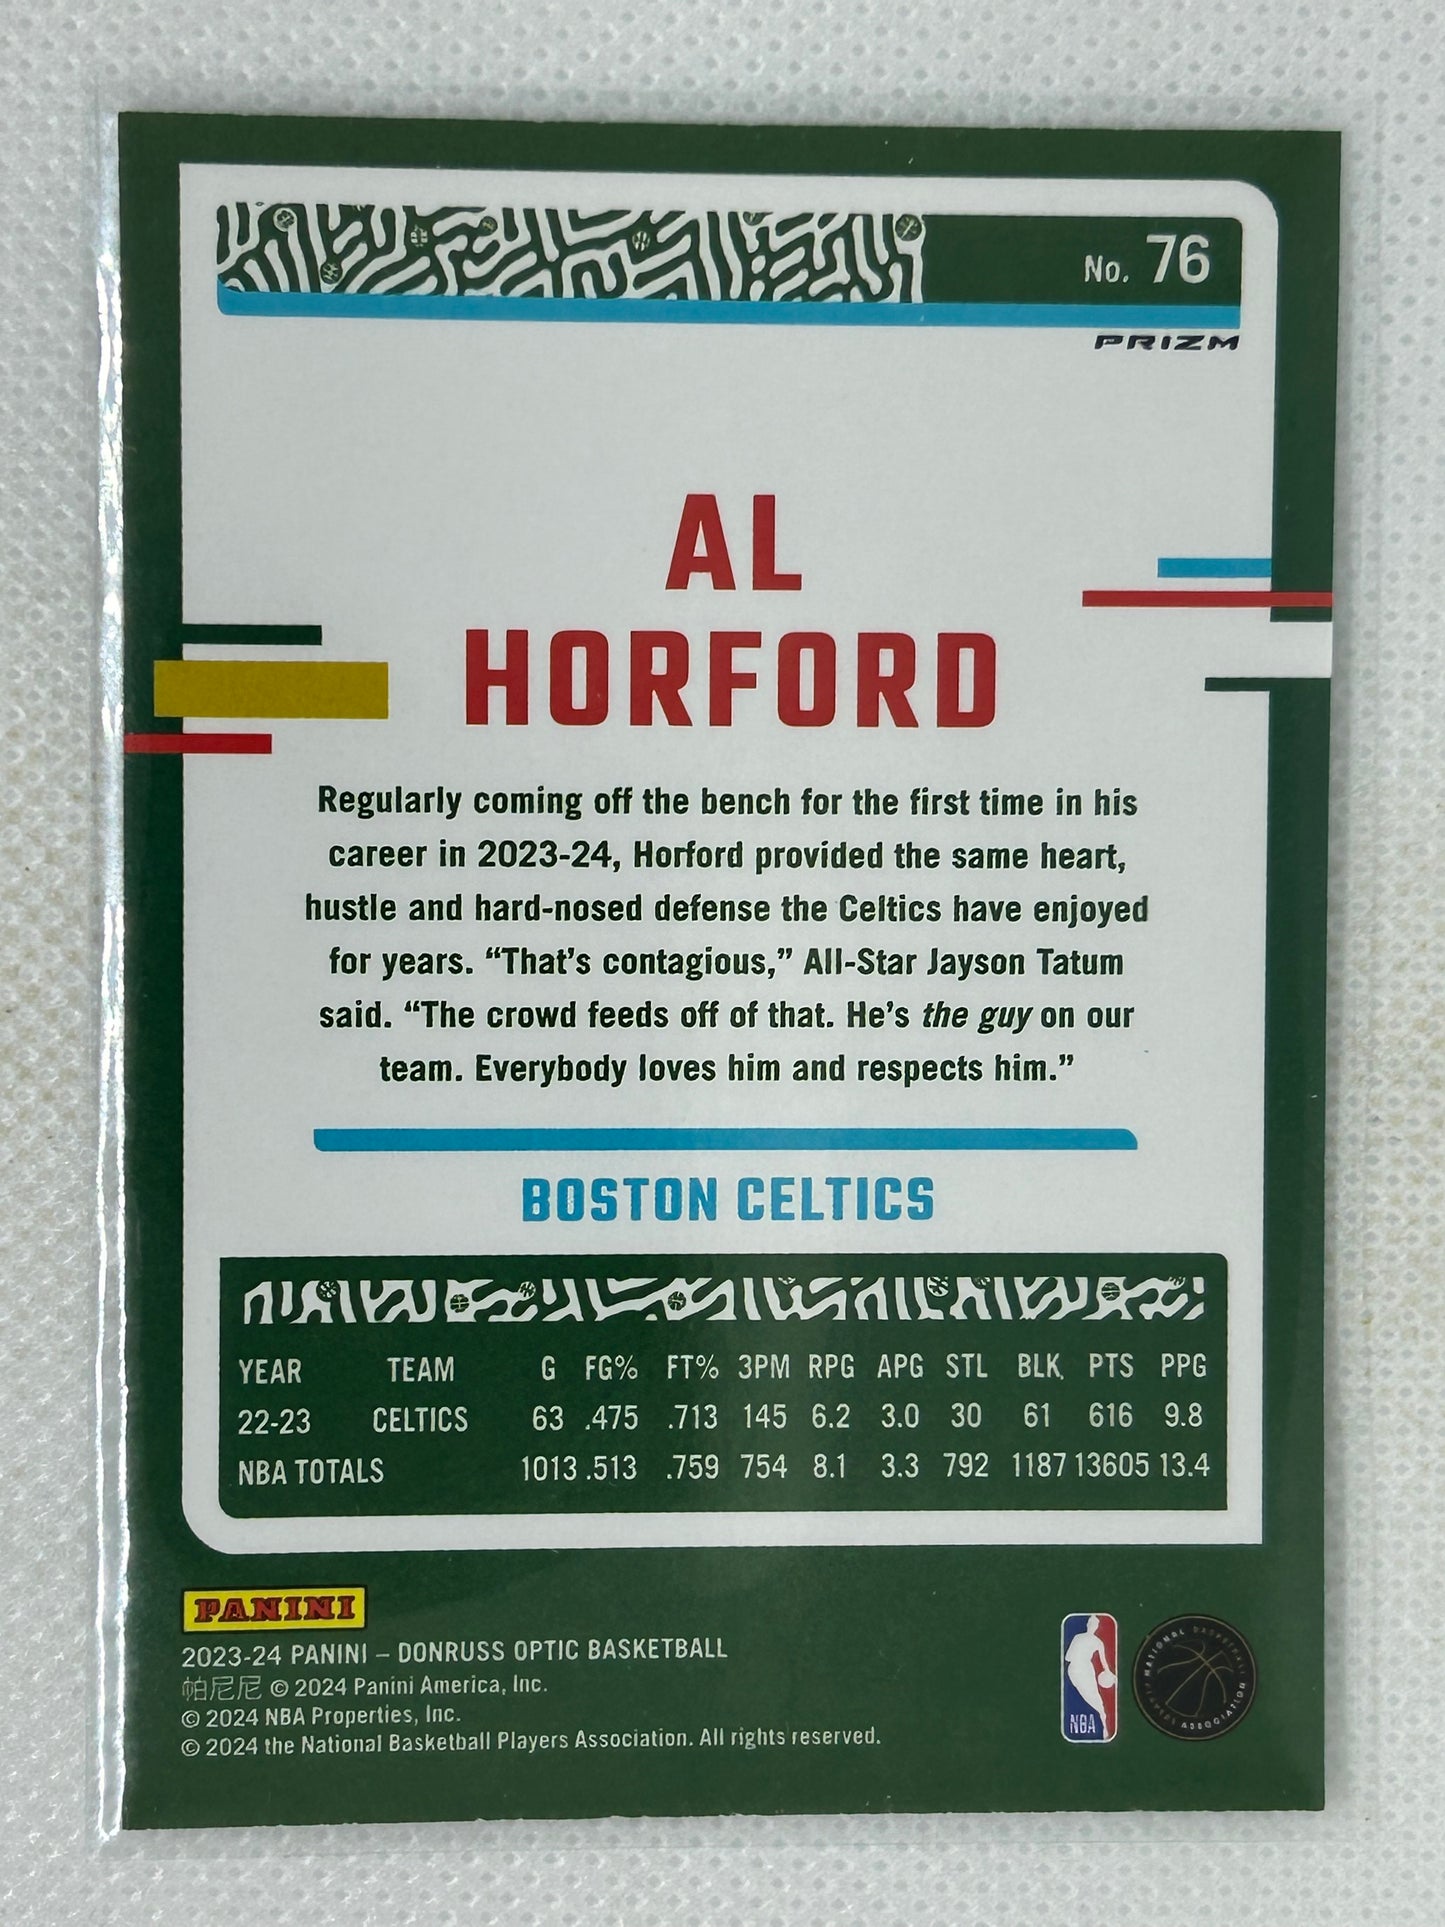 No. 76
PRIZM
AL
HORFORD
Regularly coming off the bench for the first time in his
career in 2023-24, Horford provided the same heart,
hustle and hard-nosed defense the Celtics have enjoyed
for years. “That’s contagious,” All-Star Jayson Tatum
said. “The crowd feeds off of that. He’s the guy on our
team. Everybody loves him and respects him.”
BOSTON CELTICS
YEAR TEAM G FG% FT% 3PM RPG APG STL BLK PTS PPG
22-23 CELTICS 63 .475 .713 145 6.2 3.0 30 61 616 9.8
NBA TOTALS 1013 .513 .759 754 8.1 3.3 792 1187 13605 13.4
PANINI
2023-24 PANINI – DONRUSS OPTIC BASKETBALL
帕尼尼 © 2024 Panini America, Inc.
© 2024 NBA Properties, Inc.
© 2024 the National Basketball Players Association. All rights reserved.
NBA
NATIONAL BASKETBALL PLAYERS ASSOCIATION